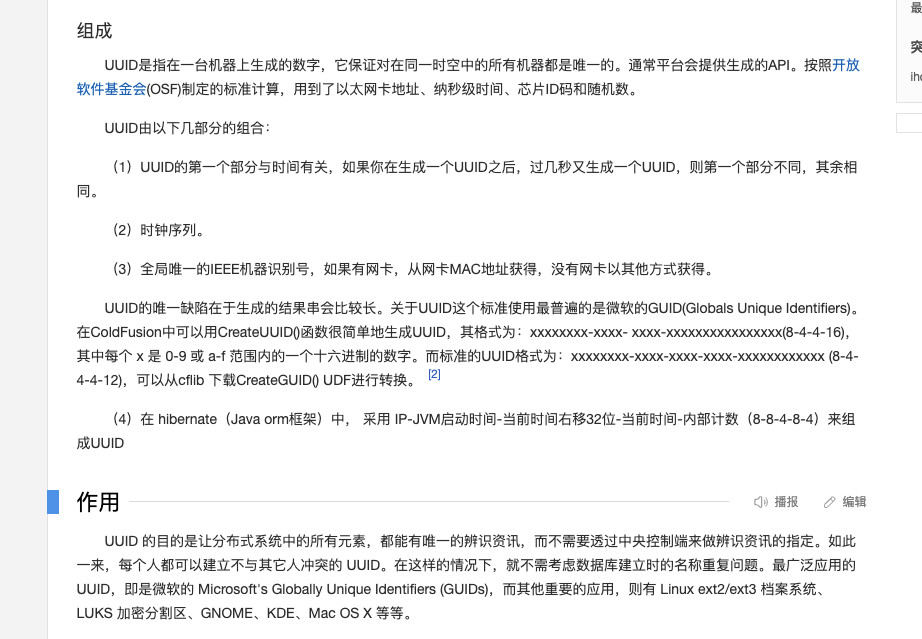 组成
UUID是指在一台机器上生成的数字，它保证对在同一时空中的所有机器都是唯一的。通常平台会提供生成的API。按照开放
软件基金会(OSF)制定的标准计算，用到了以太网卡地址、纳秒级时间、芯片ID码和随机数。
UUID由以下几部分的组合：
（1）UUID的第一个部分与时间有关，如果你在生成一个UUID之后，过几秒又生成一个UUID，则第一个部分不同，其余相
同。
（2）时钟序列。
（3）全局唯一的IEEE机器识别号，如果有网卡，从网卡MAC地址获得，没有网卡以其他方式获得。
UUID的唯一缺陷在于生成的结果串会比较长。关于UUID这个标准使用最普遍的是微软的GUID(Globals Unique Identifiers)。
在ColdFusion中可以用CreateUUID()函数很简单地生成UUID，其格式为：xxxxxxxx-xxxx- xxxx-xxxxxxxxxxxxxxxx(8-4-4-16)，
其中每个 x 是 0-9 或 a-f 范围内的一个十六进制的数字。而标准的UUID格式为：xxxxxxxx-xxxx-xxxx-xxxx-xxxxxxxxxxxx (8-4-
4-4-12)，可以从cflib 下载CreateGUID() UDF进行转换。 [2]
（4）在 hibernate（Java orm框架）中， 采用 IP-JVM启动时间-当前时间右移32位-当前时间-内部计数（8-8-4-8-4）来组
成UUID
作用
播报
编辑
UUID 的目的是让分布式系统中的所有元素，都能有唯一的辨识资讯，而不需要透过中央控制端来做辨识资讯的指定。如此
一来，每个人都可以建立不与其它人冲突的 UUID。在这样的情况下，就不需考虑数据库建立时的名称重复问题。最广泛应用的
UUID，即是微软的 Microsoft's Globally Unique Identifiers (GUIDs)，而其他重要的应用，则有 Linux ext2/ext3 档案系统、
LUKS 加密分割区、GNOME、KDE、Mac OS X 等等。
最
突